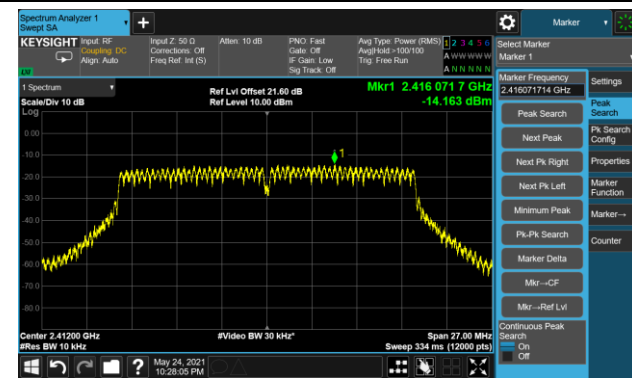 Spectrum Analyzer 1
Swept SA
Marker
KEYSIGHT
Input: RF
Coupling: DC
Align: Auto
Input Z: 50 Ω
Corrections: Off
Freq Ref: Int (S)
Atten: 10 dB
PNO: Fast
Gate: Off
IF Gain: Low
Sig Track: Off
Avg Type: Power (RMS)
Avg|Hold:>100/100
Trig: Free Run
1 2 3 4 5 6
A W W W W W
A N N N N N
LXI
Select Marker
Marker 1
1 Spectrum
Scale/Div 10 dB
Log
Ref Lvl Offset 21.60 dB
Ref Level 10.00 dBm
Mkr1 2.416 071 7 GHz
-14.163 dBm
Marker Frequency
2.416071714 GHz
Peak Search
Next Peak
Next Pk Right
Next Pk Left
Minimum Peak
Pk-Pk Search
Marker Delta
Mkr→CF
Mkr→Ref Lvl
Continuous Peak
Search
On
Off
Settings
Peak
Search
Pk Search
Config
Properties
Marker
Function
Marker→
Counter
1
0.00
-10.0
-20.0
-30.0
-40.0
-50.0
-60.0
-70.0
-80.0
Center 2.41200 GHz
#Res BW 10 kHz
#Video BW 30 kHz*
Span 27.00 MHz
Sweep 334 ms (12000 pts)
?
May 24, 2021
10:28:05 PM